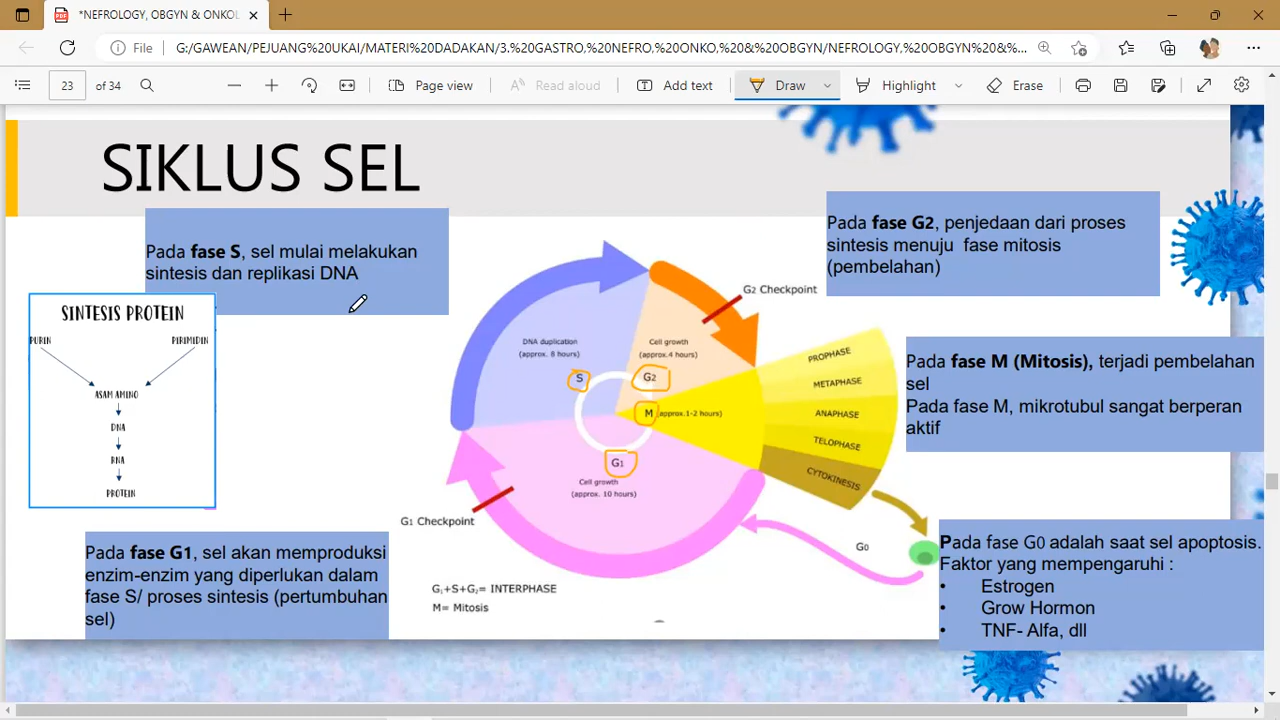 *NEFROLOGY, OBGYN & ONKOL
File
G:/GAWEAN/PEJUANG%20UKAI/MATERI%20DADAKAN/3.%20GASTRO,%20NEFRO,%20ONKO,%20&%20OBGYN/NEFROLOGY,%20OBGYN%20&%...
23 of 34
Page view
Read aloud
Add text
Draw
Highlight
Erase
SIKLUS SEL
Pada fase S, sel mulai melakukan
sintesis dan replikasi DNA
Pada fase G2, penjedaan dari proses
sintesis menuju fase mitosis
(pembelahan)
SINTESIS PROTEIN
PURIN
PIRIMIDIN
ASAM AMINO
DNA
RNA
PROTEIN
G2 Checkpoint
DNA duplication
(approx. 8 hours)
Cell growth
(approx.4 hours)
S
G2
M (approx.1-2 hours)
G1
Cell growth
(approx. 10 hours)
PROPHASE
METAPHASE
ANAPHASE
TELOPHASE
CYTOKINESIS
Pada fase M (Mitosis), terjadi pembelahan
sel
Pada fase M, mikrotubul sangat berperan
aktif
G1 Checkpoint
G0
Pada fase G1, sel akan memproduksi
enzim-enzim yang diperlukan dalam
fase S/ proses sintesis (pertumbuhan
sel)
G1+S+G2= INTERPHASE
M= Mitosis
Pada fase G0 adalah saat sel apoptosis.
Faktor yang mempengaruhi :
• Estrogen
• Grow Hormon
• TNF- Alfa, dll